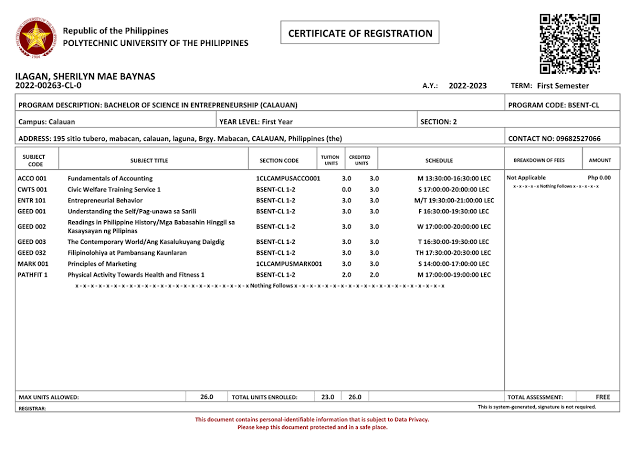 Republic of the Philippines
POLYTECHNIC UNIVERSITY OF THE PHILIPPINES
CERTIFICATE OF REGISTRATION
ILAGAN, SHERILYN MAE BAYNAS
2022-00263-CL-0 A.Y.: 2022-2023 TERM: First Semester
PROGRAM DESCRIPTION: BACHELOR OF SCIENCE IN ENTREPRENEURSHIP (CALAUAN) PROGRAM CODE: BSENT-CL
Campus: Calauan YEAR LEVEL: First Year SECTION: 2
ADDRESS: 195 sitio tubero, mabacan, calauan, laguna, Brgy. Mabacan, CALAUAN, Philippines (the) CONTACT NO: 09682527066
SUBJECT CODE SUBJECT TITLE SECTION CODE TUITION UNITS CREDITED UNITS SCHEDULE BREAKDOWN OF FEES AMOUNT
ACCO 001 Fundamentals of Accounting 1CLCAMPUSACCO001 3.0 3.0 M 13:30:00-16:30:00 LEC Not Applicable Php 0.00
CWTS 001 Civic Welfare Training Service 1 BSENT-CL 1-2 0.0 3.0 S 17:00:00-20:00:00 LEC x - x - x - x - x Nothing Follows x - x - x - x - x
ENTR 101 Entrepreneurial Behavior BSENT-CL 1-2 3.0 3.0 M/T 19:30:00-21:00:00 LEC
GEED 001 Understanding the Self/Pag-unawa sa Sarili BSENT-CL 1-2 3.0 3.0 F 16:30:00-19:30:00 LEC
GEED 002 Readings in Philippine History/Mga Babasahin Hinggil sa Kasaysayan ng Pilipinas BSENT-CL 1-2 3.0 3.0 W 17:00:00-20:00:00 LEC
GEED 003 The Contemporary World/Ang Kasalukuyang Daigdig BSENT-CL 1-2 3.0 3.0 T 16:30:00-19:30:00 LEC
GEED 032 Filipinolohiya at Pambansang Kaunlaran BSENT-CL 1-2 3.0 3.0 TH 17:30:00-20:30:00 LEC
MARK 001 Principles of Marketing 1CLCAMPUSMARK001 3.0 3.0 S 14:00:00-17:00:00 LEC
PATHFIT 1 Physical Activity Towards Health and Fitness 1 BSENT-CL 1-2 2.0 2.0 M 17:00:00-19:00:00 LEC
x - x - x - x - x - x - x - x - x - x - x - x - x - x - x - x - x - x - x - x - x - x Nothing Follows x - x - x - x - x - x - x - x - x - x - x - x - x - x - x - x - x - x - x
MAX UNITS ALLOWED: 26.0 TOTAL UNITS ENROLLED: 23.0 26.0 TOTAL ASSESSMENT: FREE
REGISTRAR: This is system-generated, signature is not required.
This document contains personal-identifiable information that is subject to Data Privacy.
Please keep this document protected and in a safe place.